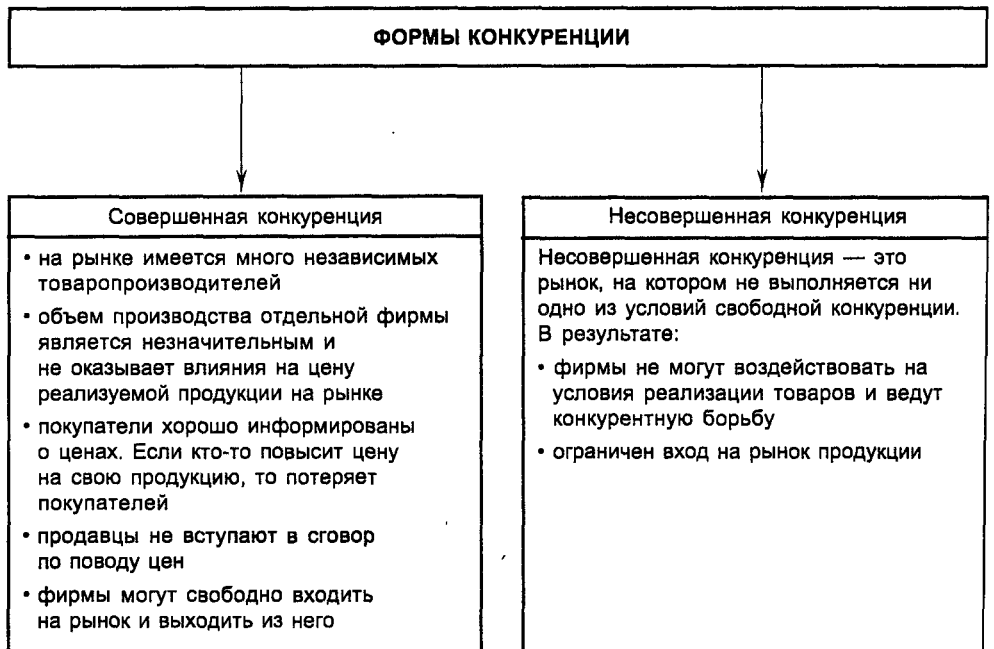 ФОРМЫ КОНКУРЕНЦИИ
Совершенная конкуренция
• на рынке имеется много независимых
товаропроизводителей
• объем производства отдельной фирмы
является незначительным и
не оказывает влияния на цену
реализуемой продукции на рынке
• покупатели хорошо информированы
о ценах. Если кто-то повысит цену
на свою продукцию, то потеряет
покупателей
• продавцы не вступают в сговор
по поводу цен
• фирмы могут свободно входить
на рынок и выходить из него
Несовершенная конкуренция
Несовершенная конкуренция — это
рынок, на котором не выполняется ни
одно из условий свободной конкуренции.
В результате:
• фирмы не могут воздействовать на
условия реализации товаров и ведут
конкурентную борьбу
• ограничен вход на рынок продукции